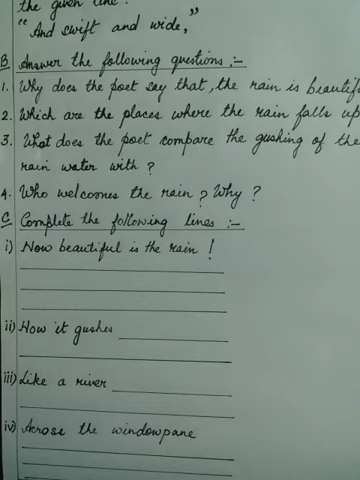 the given line.
"And swift and wide,"
B Answer the following questions :-
1. Why does the poet say that, the rain is beautiful
2. Which are the places where the rain falls up
3. What does the poet compare the gushing of the
rain water with?
4. Who welcomes the rain? Why?
C Complete the following lines :-
i) Now beautiful is the rain!
ii) How it gushes
iii) Like a river
iv) Across the windowpane